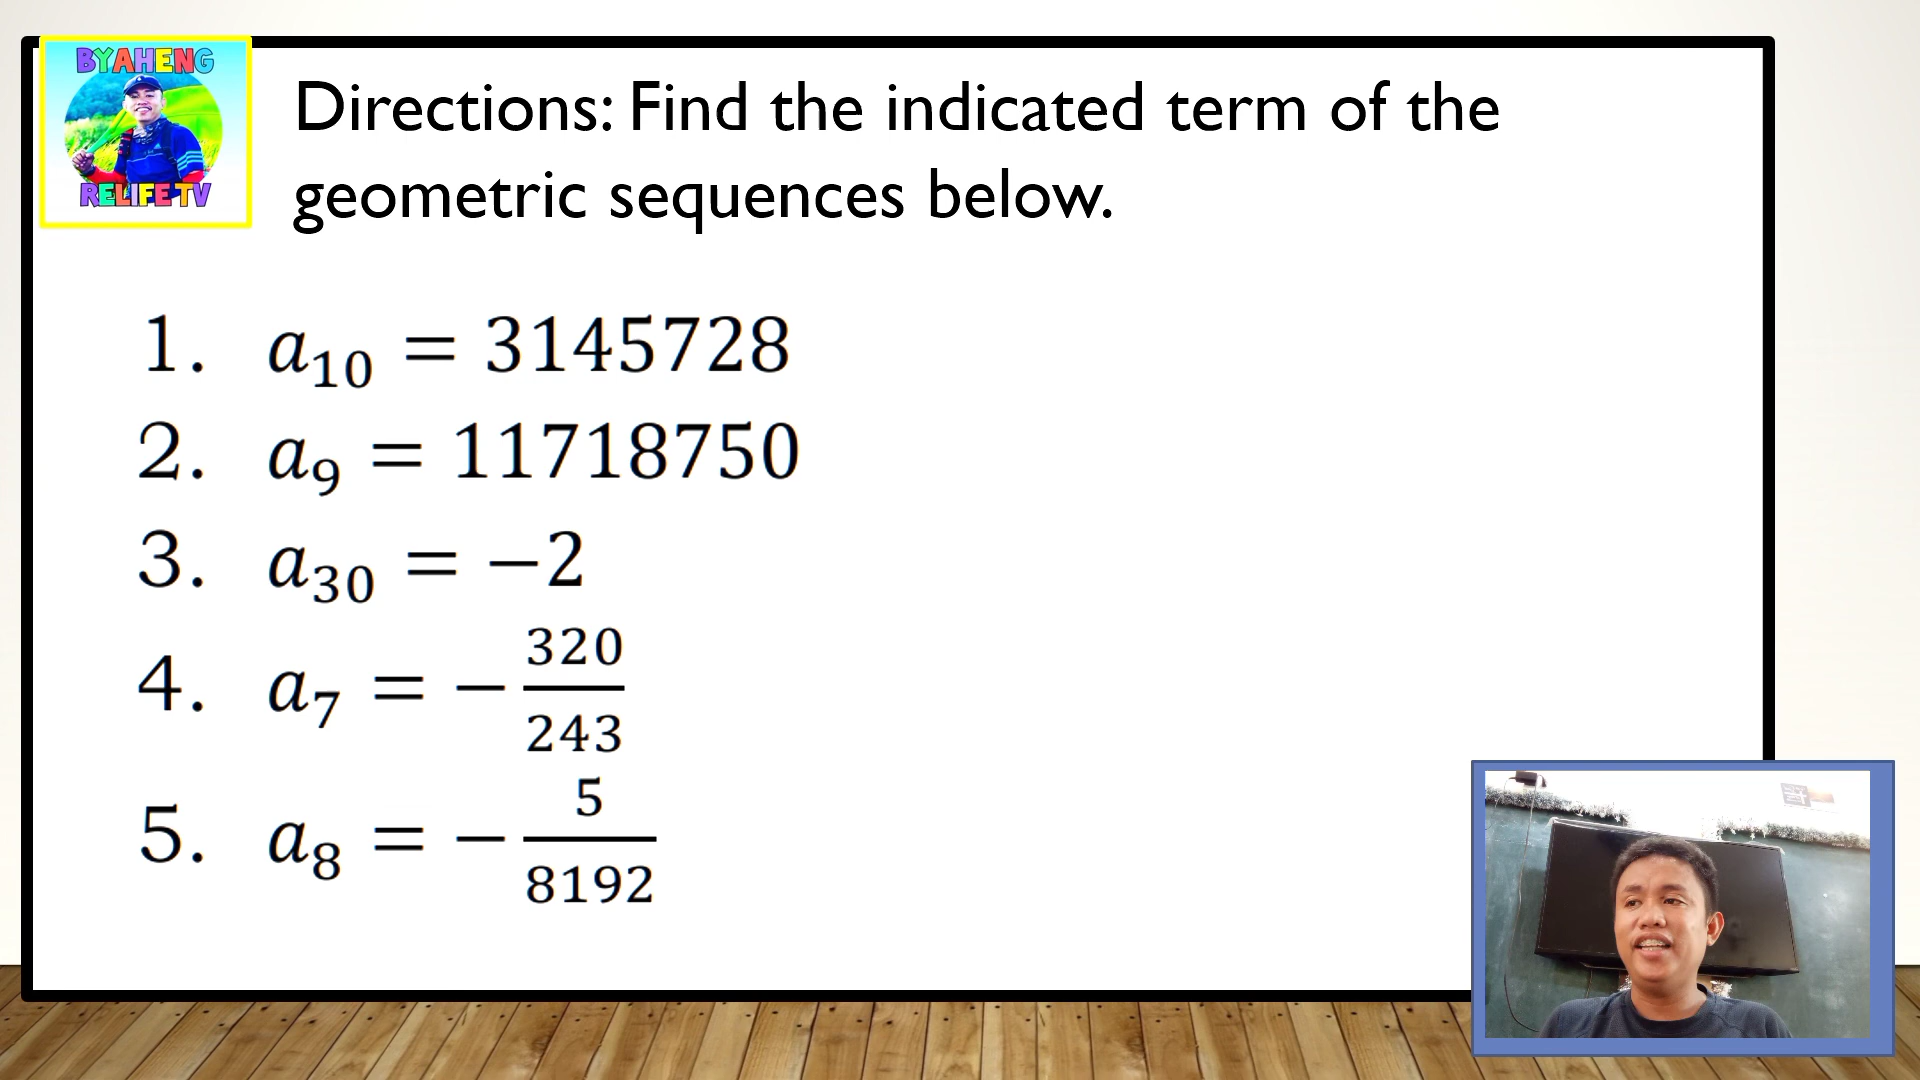 BYAHENG
RELIFE TV
Directions: Find the indicated term of the
geometric sequences below.
1. a₁₀ = 3145728
2. a₉ = 11718750
3. a₃₀ = −2
4. a₇ = − 320/243
5. a₈ = − 5/8192